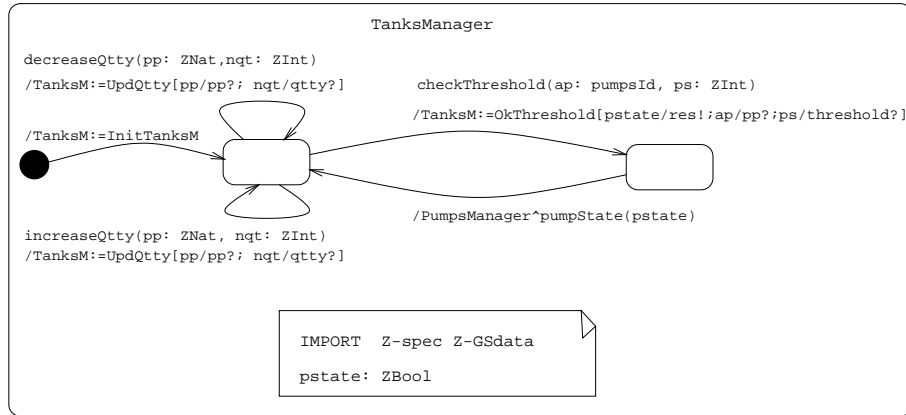 TanksManager
decreaseQtty(pp: ZNat,nqt: ZInt)
/TanksM:=UpdQtty[pp/pp?; nqt/qtty?]
checkThreshold(ap: pumpsId, ps: ZInt)
/TanksM:=OkThreshold[pstate/res!;ap/pp?;ps/threshold?]
/TanksM:=InitTanksM
/PumpsManager^pumpState(pstate)
increaseQtty(pp: ZNat, nqt: ZInt)
/TanksM:=UpdQtty[pp/pp?; nqt/qtty?]
IMPORT  Z-spec Z-GSdata
pstate: ZBool